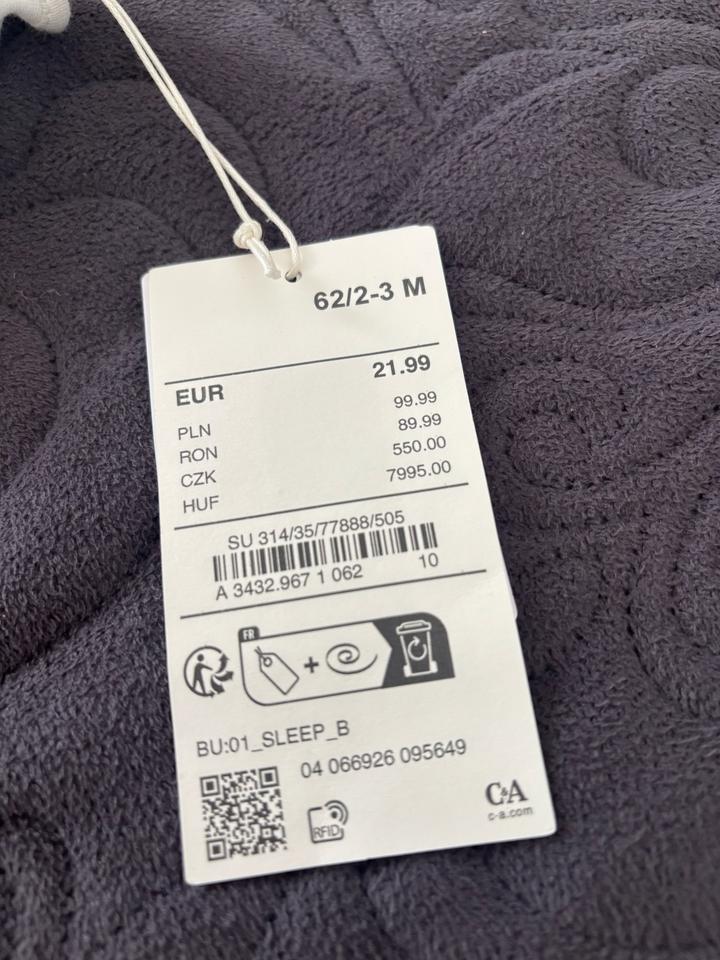 62/2-3 M
EUR 21.99
PLN 99.99
RON 89.99
CZK 550.00
HUF 7995.00
SU 314/35/77888/505
A 3432.967 1 062 10
FR
+
BU:01_SLEEP_B
04 066926 095649
RFID
C&A
c-a.com